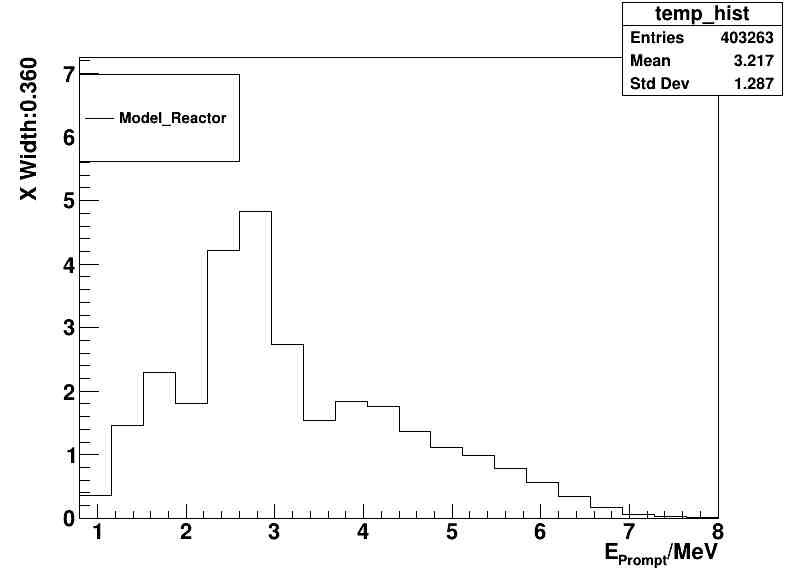 temp_hist
Entries 403263
Mean 3.217
Std Dev 1.287
X Width:0.360
7
6
5
4
3
2
1
0
Model_Reactor
1 2 3 4 5 6 7 8
E_Prompt/MeV